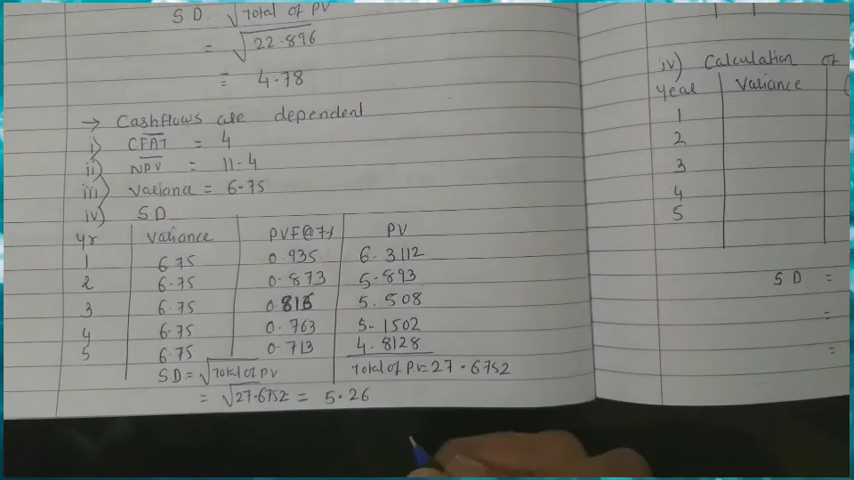 S D. √Total of PV
= √22.896
= 4.78
→ Cashflows are dependent
i) CFAT = 4
ii) NPV = 11.4
iii) Variance = 6.75
iv) SD
yr Variance PVF@7% PV
1 6.75 0.935 6.3112
2 6.75 0.873 5.893
3 6.75 0.816 5.508
4 6.75 0.763 5.1502
5 6.75 0.713 4.8128
SD = √Total of PV Total of PV = 27.6752
= √27.6752 = 5.26
iv) Calculation of
Year Variance
1
2
3
4
5
S D =
=
=